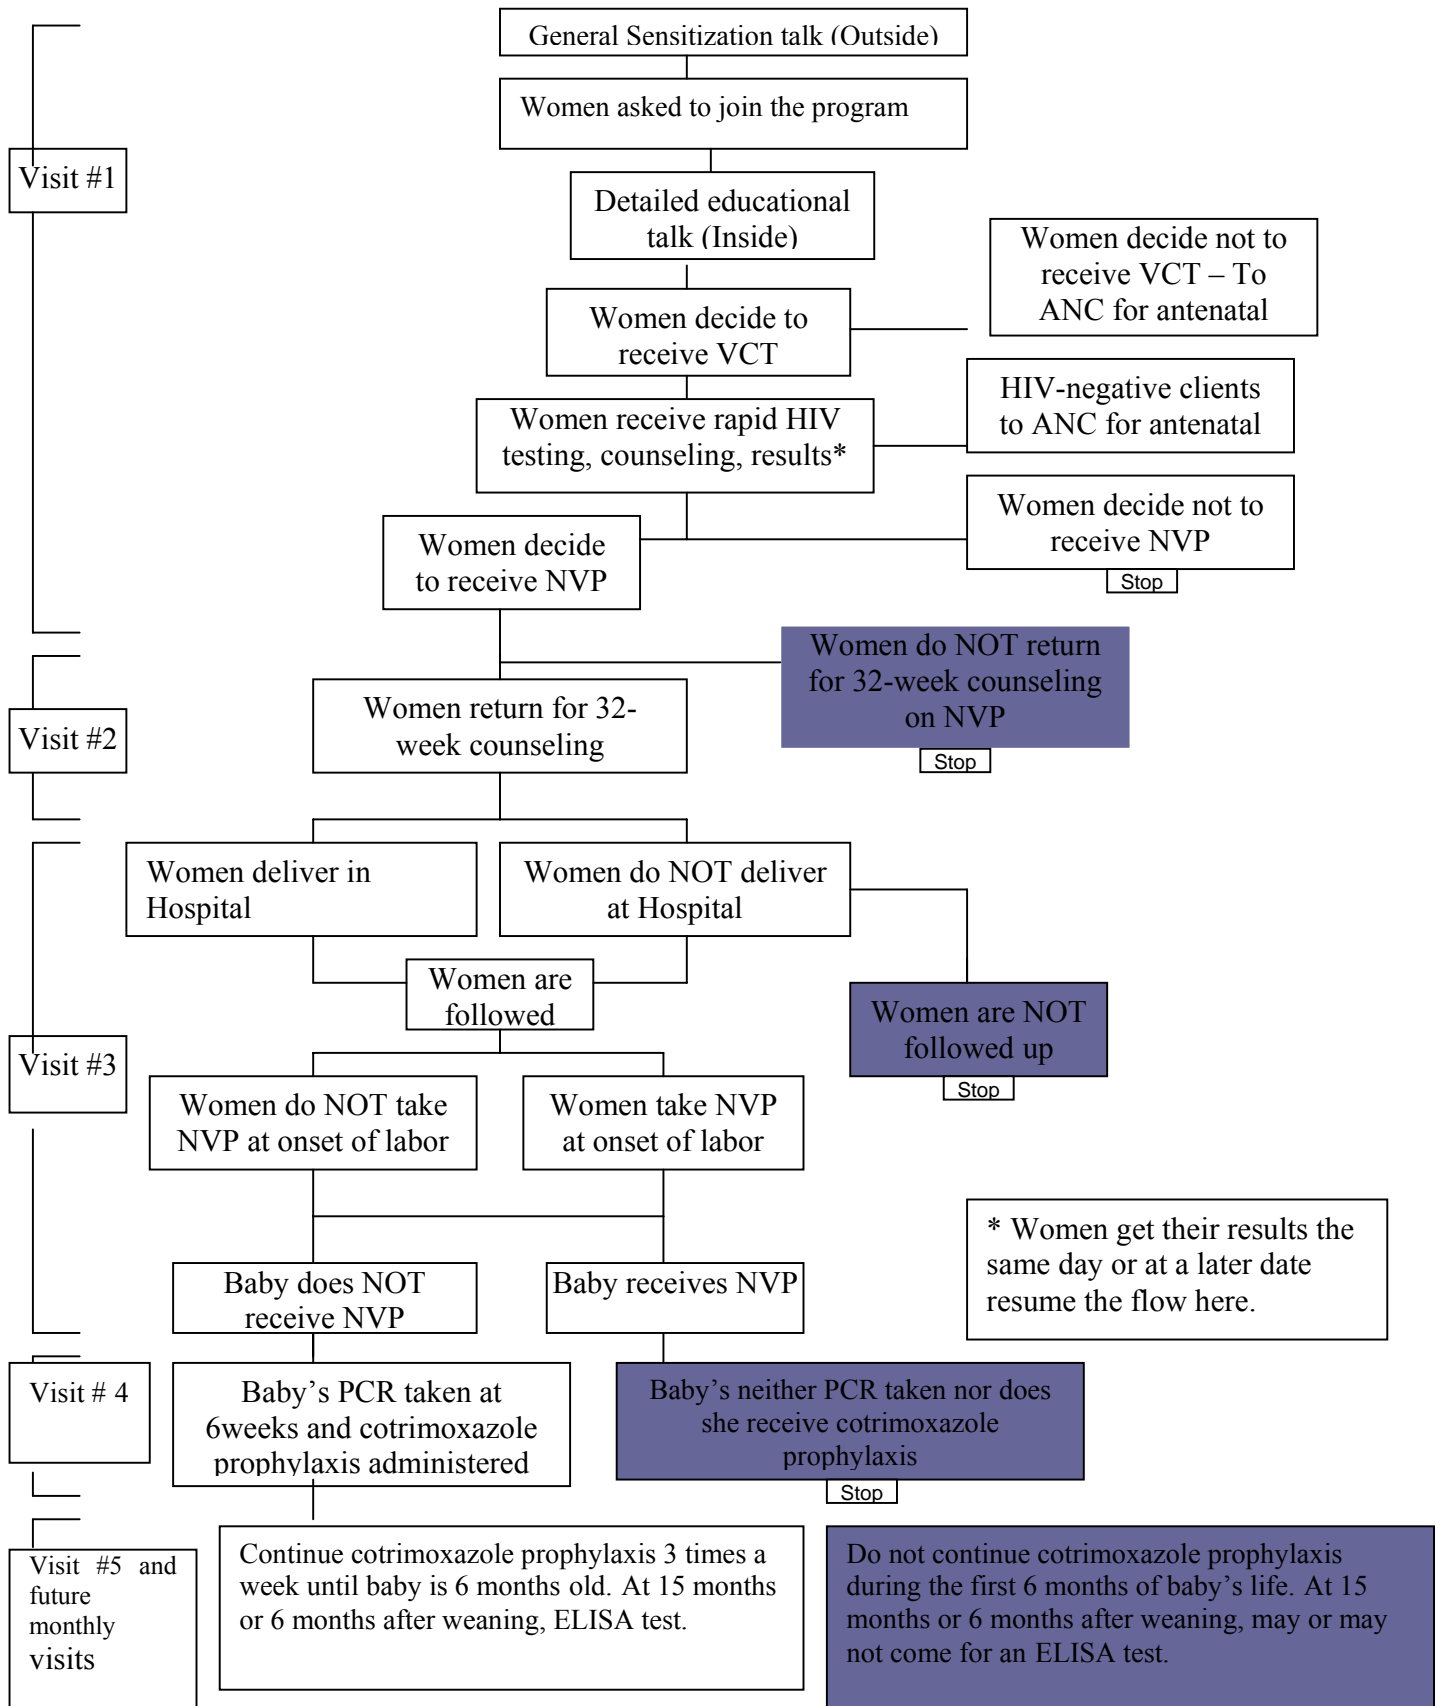 General Sensitization talk (Outside)
Women asked to join the program
Visit #1
Detailed educational
talk (Inside)
Women decide not to
receive VCT – To
ANC for antenatal
Women decide to
receive VCT
HIV-negative clients
to ANC for antenatal
Women receive rapid HIV
testing, counseling, results*
Women decide not to
receive NVP
Stop
Women decide
to receive NVP
Women do NOT return
for 32-week counseling
on NVP
Stop
Visit #2
Women return for 32-
week counseling
Women deliver in
Hospital
Women do NOT deliver
at Hospital
Women are
followed
Women are NOT
followed up
Stop
Visit #3
Women do NOT take
NVP at onset of labor
Women take NVP
at onset of labor
* Women get their results the
same day or at a later date
resume the flow here.
Baby does NOT
receive NVP
Baby receives NVP
Visit # 4
Baby’s PCR taken at
6weeks and cotrimoxazole
prophylaxis administered
Baby’s neither PCR taken nor does
she receive cotrimoxazole
prophylaxis
Stop
Visit #5 and
future
monthly
visits
Continue cotrimoxazole prophylaxis 3 times a
week until baby is 6 months old. At 15 months
or 6 months after weaning, ELISA test.
Do not continue cotrimoxazole prophylaxis
during the first 6 months of baby’s life. At 15
months or 6 months after weaning, may or may
not come for an ELISA test.